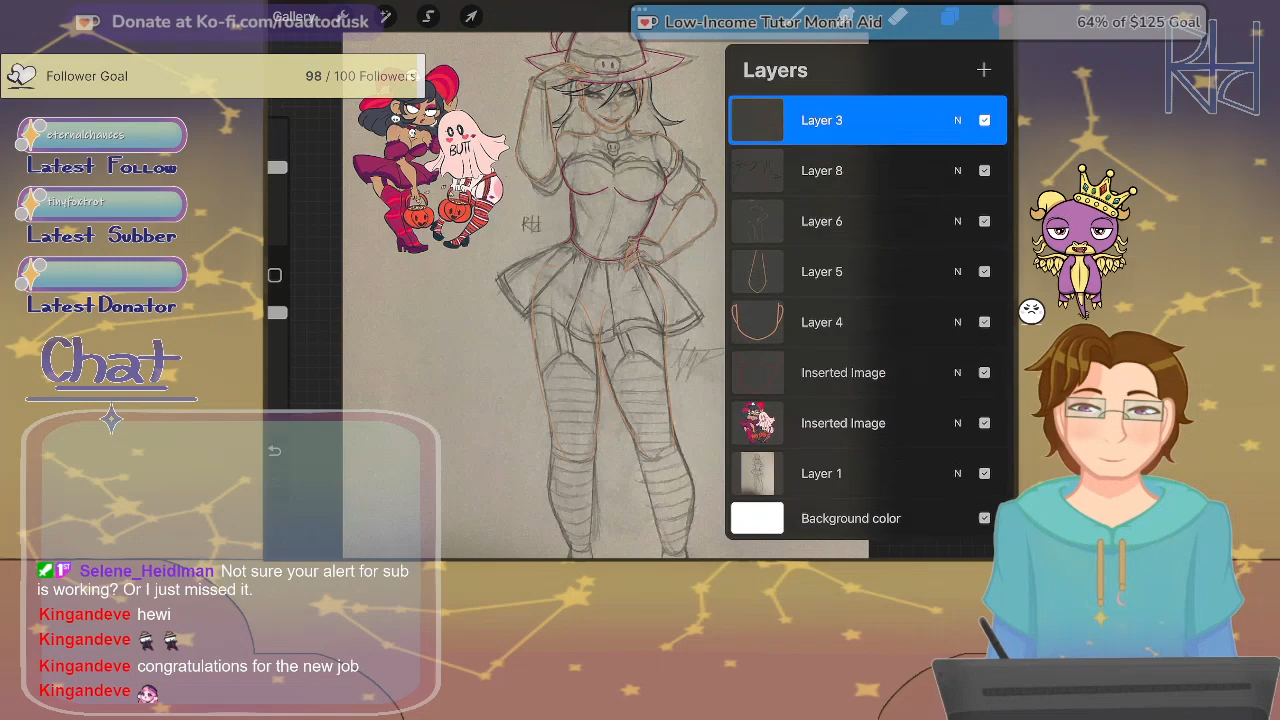 Donate at Ko-fi.com/roadtodusk
Gallery
Low-Income Tutor Month Aid
64% of $125 Goal
Follower Goal
98 / 100 Followers
eternalchances
Latest Follow
tinyfoxtrot
Latest Subber
Latest Donator
Chat
Selene_Heidlman Not sure your alert for sub
is working? Or I just missed it.
Kingandeve hewi
Kingandeve
Kingandeve congratulations for the new job
Kingandeve
BUTT
RH
Layers
Layer 3 N
Layer 8 N
Layer 6 N
Layer 5 N
Layer 4 N
Inserted Image N
Inserted Image N
Layer 1 N
Background color